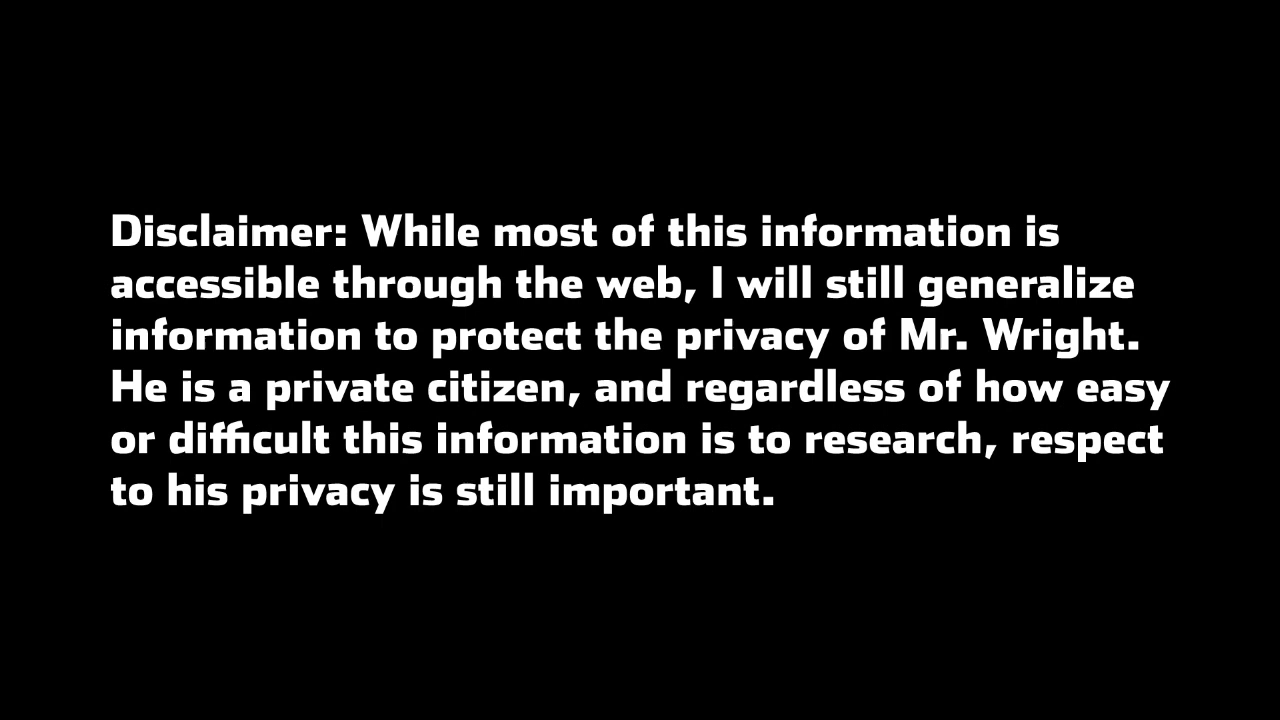 Disclaimer: While most of this information is
accessible through the web, I will still generalize
information to protect the privacy of Mr. Wright.
He is a private citizen, and regardless of how easy
or difficult this information is to research, respect
to his privacy is still important.